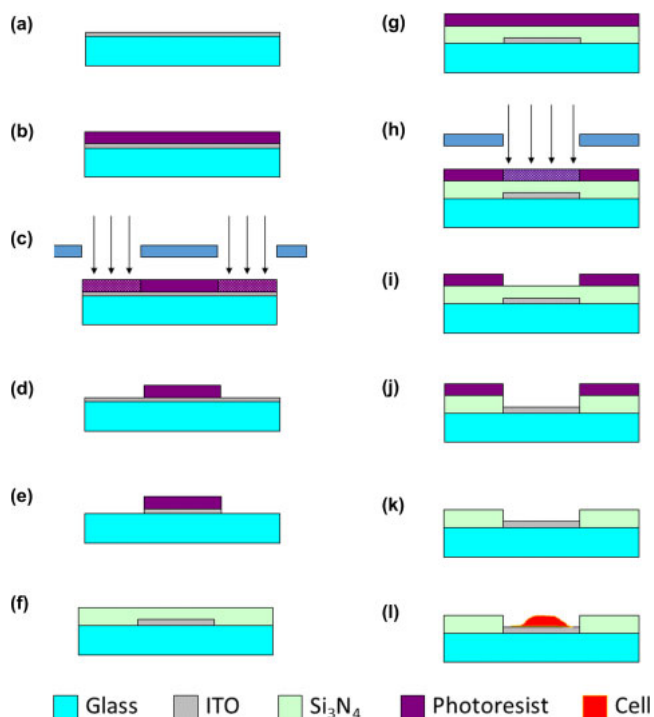 (a)
(b)
(c)
(d)
(e)
(f)
(g)
(h)
(i)
(j)
(k)
(l)
Glass ITO Si₃N₄ Photoresist Cell